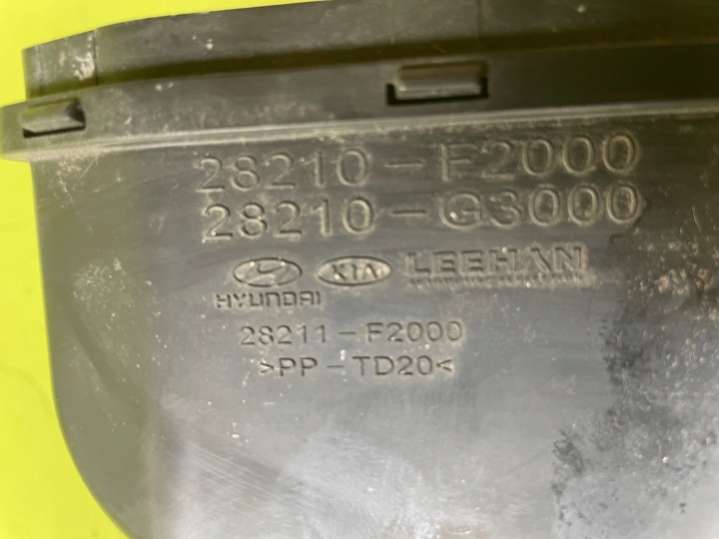 28210-F2000
28210-G3000
HYUNDAI KIA LEEHAN
28211-F2000
>PP-TD20<